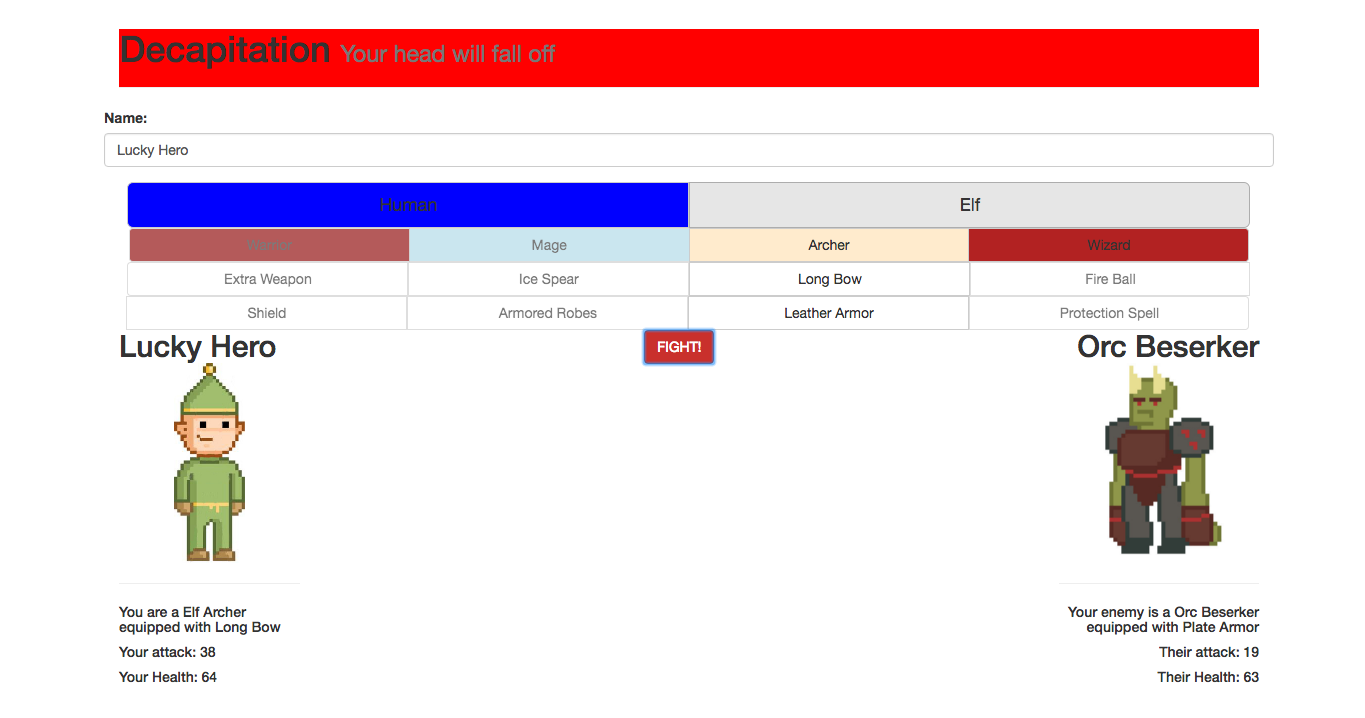 Decapitation Your head will fall off
Name:
Lucky Hero
Human Elf
Warrior Mage Archer Wizard
Extra Weapon Ice Spear Long Bow Fire Ball
Shield Armored Robes Leather Armor Protection Spell
Lucky Hero FIGHT! Orc Beserker
You are a Elf Archer
equipped with Long Bow
Your attack: 38
Your Health: 64
Your enemy is a Orc Beserker
equipped with Plate Armor
Their attack: 19
Their Health: 63